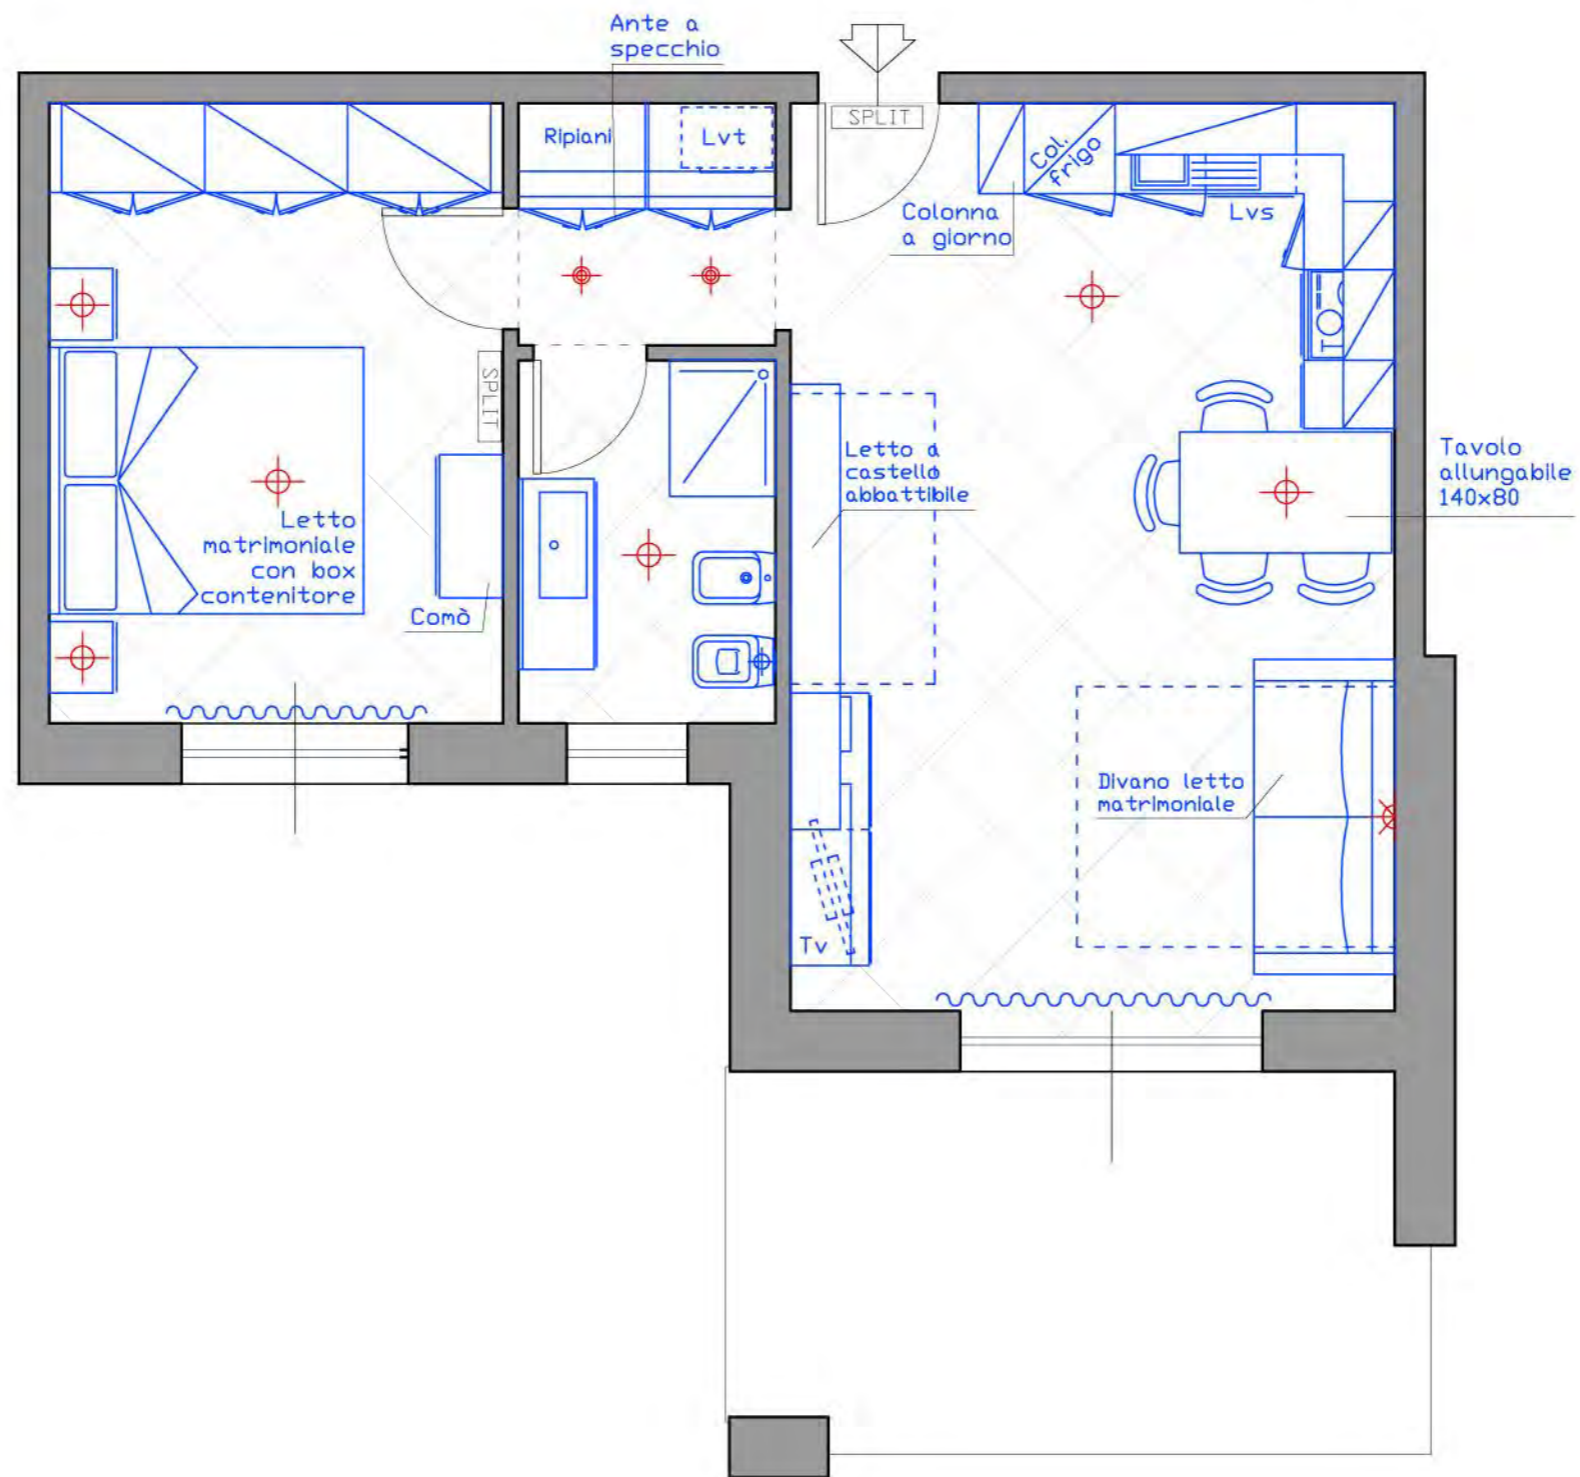 Ante a
specchio
SPLIT
Ripiani
Lvt
Col.
frigo
Colonna
a giorno
Lvs
SPLIT
Letto
matrimoniale
con box
contenitore
Comò
Letto a
castello
abbattibile
Tavolo
allungabile
140x80
Divano letto
matrimoniale
Tv